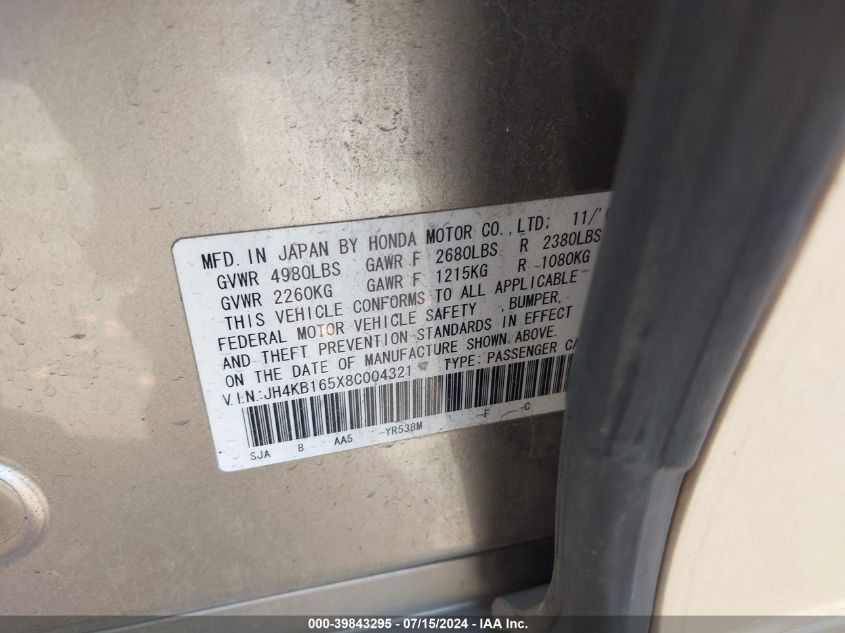 MFD. IN JAPAN BY HONDA MOTOR CO.,LTD: 11/'
GVWR 4980LBS GAWR F 2680LBS R 2380LBS
GVWR 2260KG GAWR F 1215KG R 1080KG
THIS VEHICLE CONFORMS TO ALL APPLICABLE
FEDERAL MOTOR VEHICLE SAFETY ,BUMPER,
AND THEFT PREVENTION STANDARDS IN EFFECT
ON THE DATE OF MANUFACTURE SHOWN ABOVE.
V.I.N:JH4KB165X8C004321 TYPE:PASSENGER CA
SJA 8 AA5 -YR538M -F --C
000-39843295 - 07/15/2024 - IAA Inc.